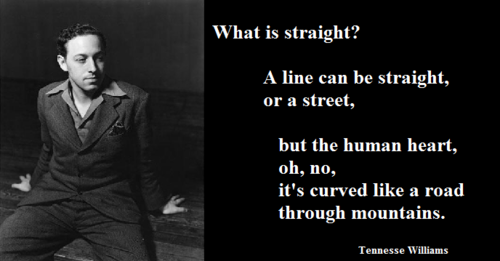 What is straight?
A line can be straight,
or a street,
but the human heart,
oh, no,
it's curved like a road
through mountains.
Tennesse Williams